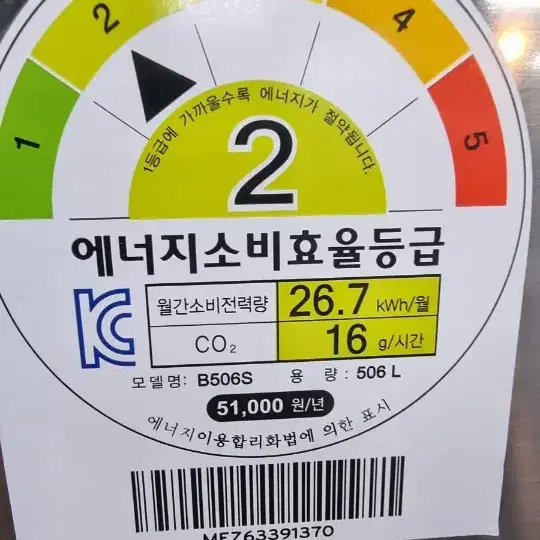 1
2
4
5
1등급에 가까울수록 에너지가 절약됩니다.
2
에너지소비효율등급
월간소비전력량 26.7 kWh/월
CO₂ 16 g/시간
모델명: B506S 용 량: 506 L
51,000 원/년
에너지이용합리화법에 의한 표시
MEZ63391370